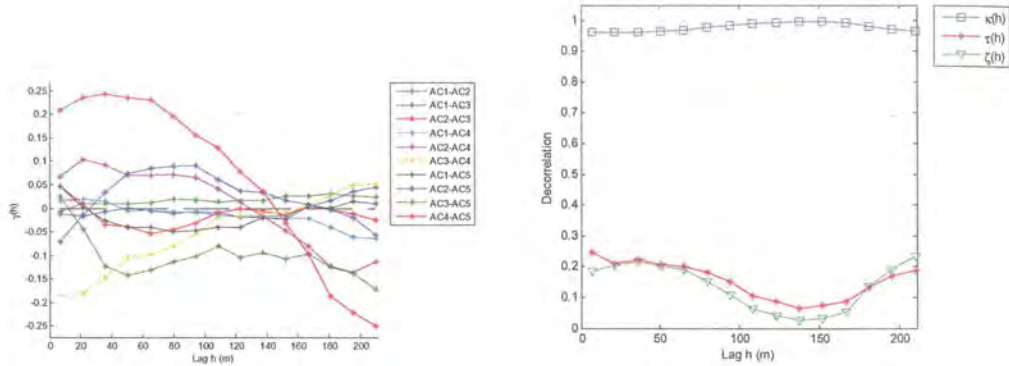 0.25
0.2
0.15
0.1
0.05
0
-0.05
-0.1
-0.15
-0.2
-0.25
γ(h)
0 20 40 60 80 100 120 140 160 180 200
Lag h (m)
AC1-AC2
AC1-AC3
AC2-AC3
AC1-AC4
AC2-AC4
AC3-AC4
AC1-AC5
AC2-AC5
AC3-AC5
AC4-AC5
1
0.9
0.8
0.7
0.6
0.5
0.4
0.3
0.2
0.1
0
Decorrelation
0 50 100 150 200
Lag h (m)
κ(h)
τ(h)
ζ(h)